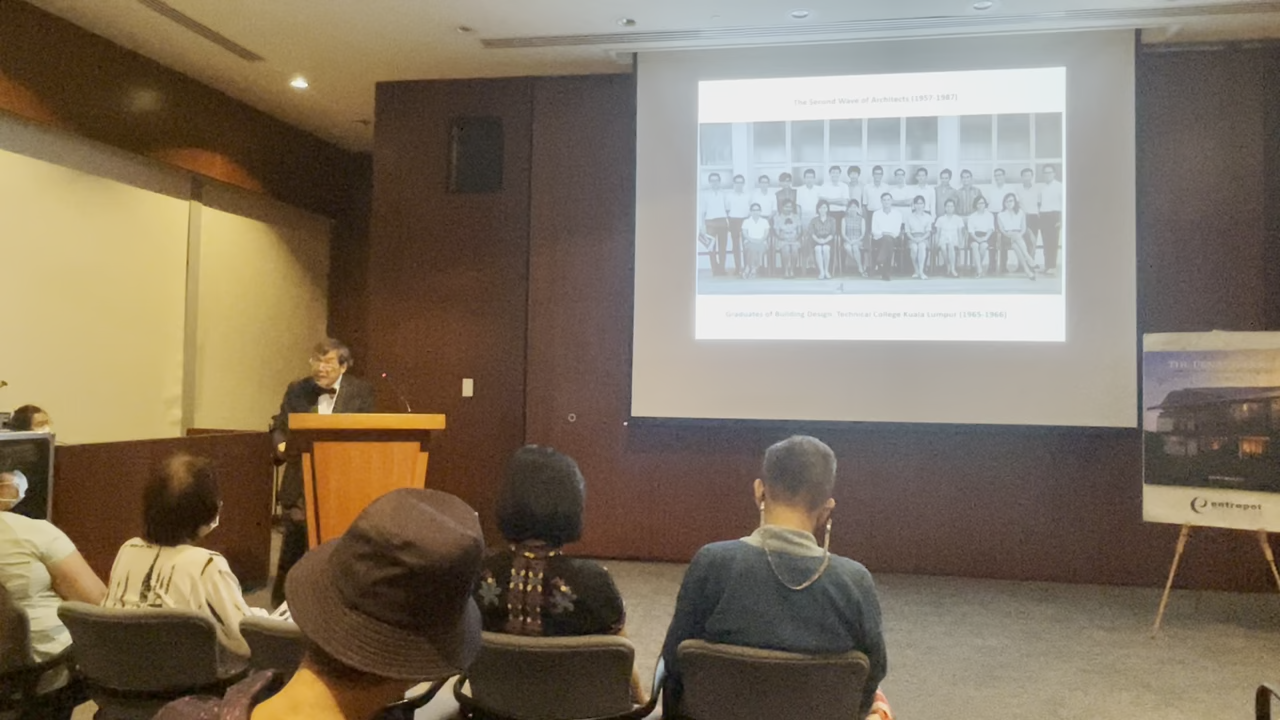 The Second Wave of Architects (1957-1987)
Graduates of Building Design, Technical College Kuala Lumpur (1965-1966)
entrepot